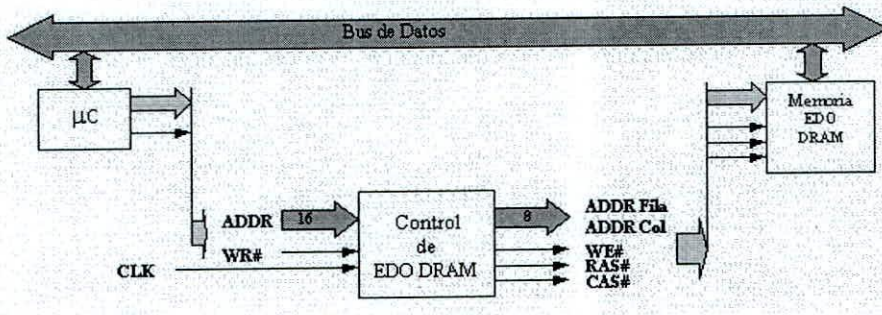 Bus de Datos
µC
Memoria
EDO
DRAM
ADDR
16
WR#
CLK
Control
de
EDO DRAM
8
ADDR Fila
ADDR Col
WE#
RAS#
CAS#